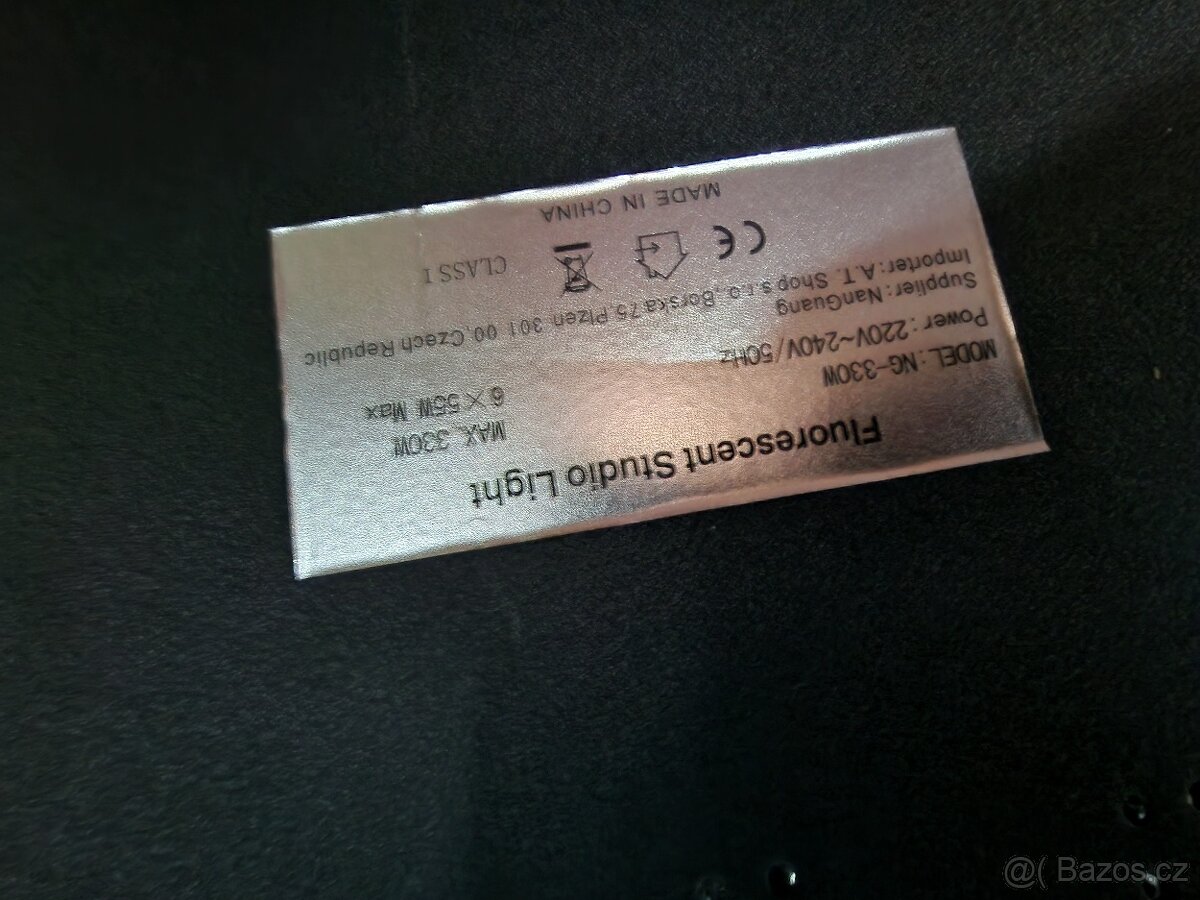 Fluorescent Studio Light
MODEL: NG-330W MAX. 330W
Power: 220V~240V/50Hz 6×55W Max
Supplier: NanGuang
Importer: A.T. Shop s.r.o., Borska 75, Plzen 301 00, Czech Republic
CE CLASS I
MADE IN CHINA
@( Bazos.cz